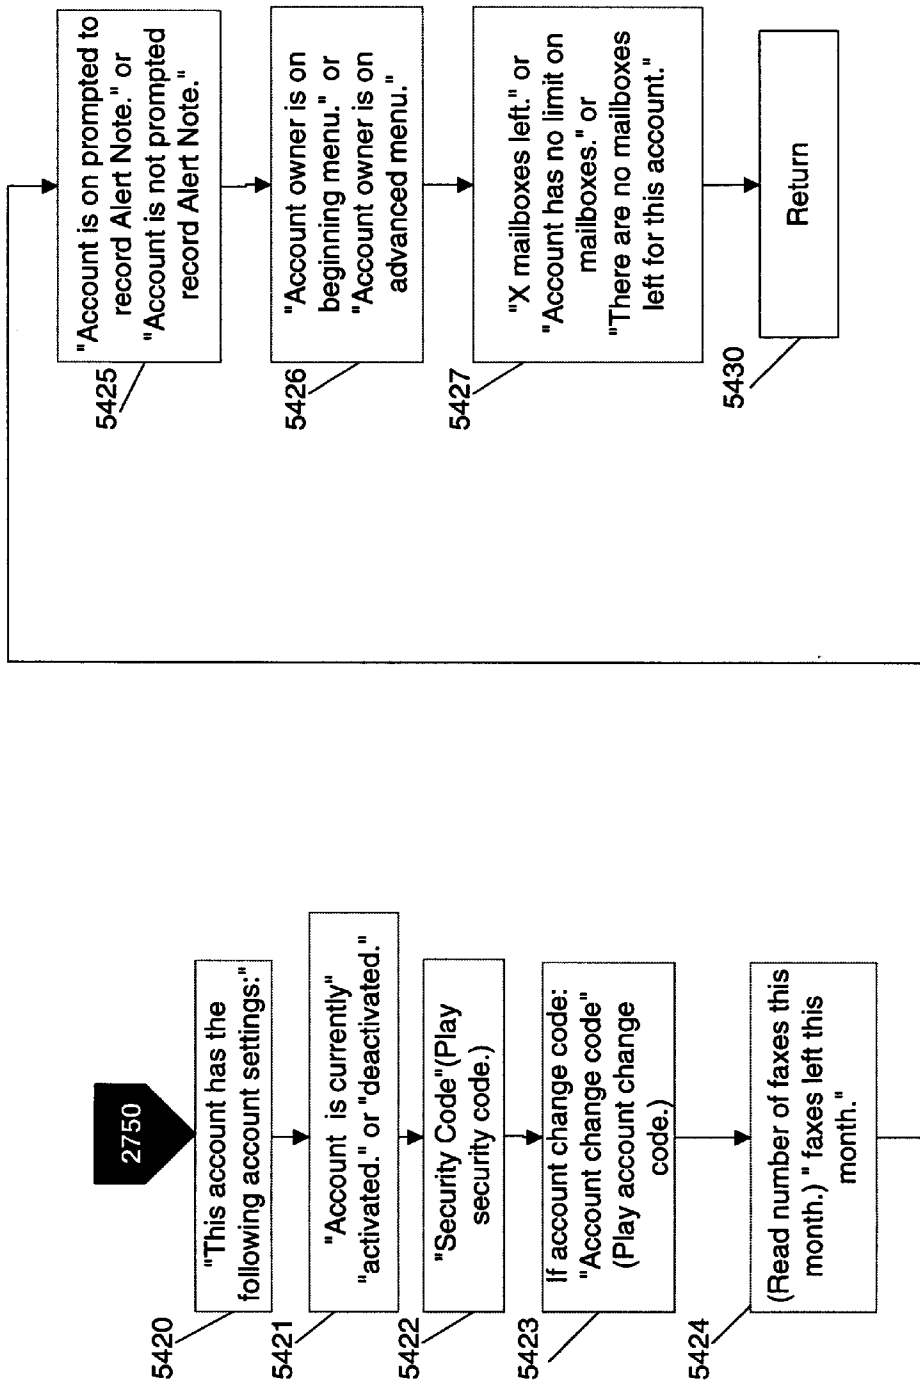 2750
5420
"This account has the
following account settings:"
5421
"Account is currently"
"activated." or "deactivated."
5422
"Security Code"(Play
security code.)
5423
If account change code:
"Account change code"
(Play account change
code.)
5424
(Read number of faxes this
month.) " faxes left this
month."
5425
"Account is on prompted to
record Alert Note." or
"Account is not prompted
record Alert Note."
5426
"Account owner is on
beginning menu." or
"Account owner is on
advanced menu."
5427
"X mailboxes left." or
"Account has no limit on
mailboxes." or
"There are no mailboxes
left for this account."
5430
Return